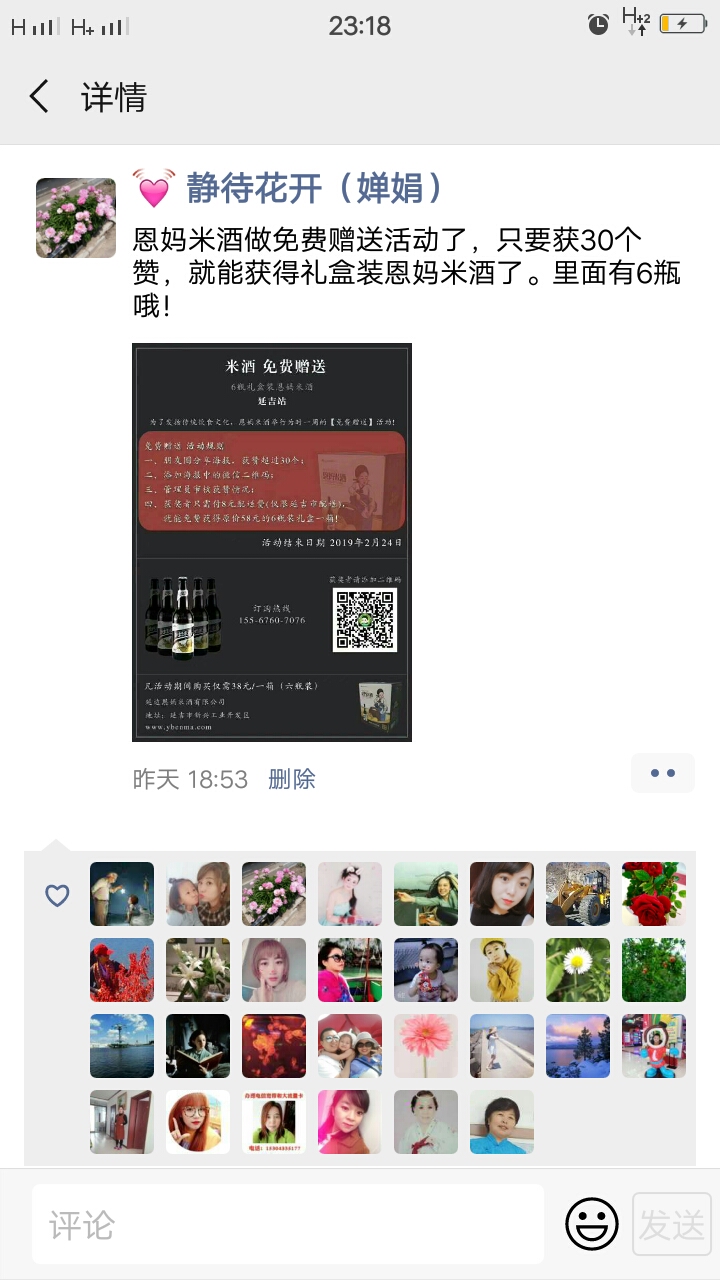 H H+ 23:18 H+2
详情
静待花开（婵娟）
恩妈米酒做免费赠送活动了，只要获30个
赞，就能获得礼盒装恩妈米酒了。里面有6瓶
哦！
米酒 免费赠送
6瓶礼盒装恩妈米酒
延吉站
为了发扬传统饮食文化，恩妈米酒举行为时一周的【免费赠送】活动！
免费赠送 活动规则
一、朋友圈分享海报，获赞超过30个；
二、添加海报中的微信二维码；
三、管理员审核获赞情况；
四、获奖者只需付8元配送费(仅限延吉市配送)，
就能免费获得原价58元的6瓶装礼盒一箱！
活动结束日期 2019年2月24日
获奖者请添加二维码
订购热线
155-6760-7076
凡活动期间购买仅需38元/一箱（六瓶装）
延边恩妈米酒有限公司
地址：延吉市新兴工业开发区
www.ybenma.com
昨天 18:53 删除
评论 发送